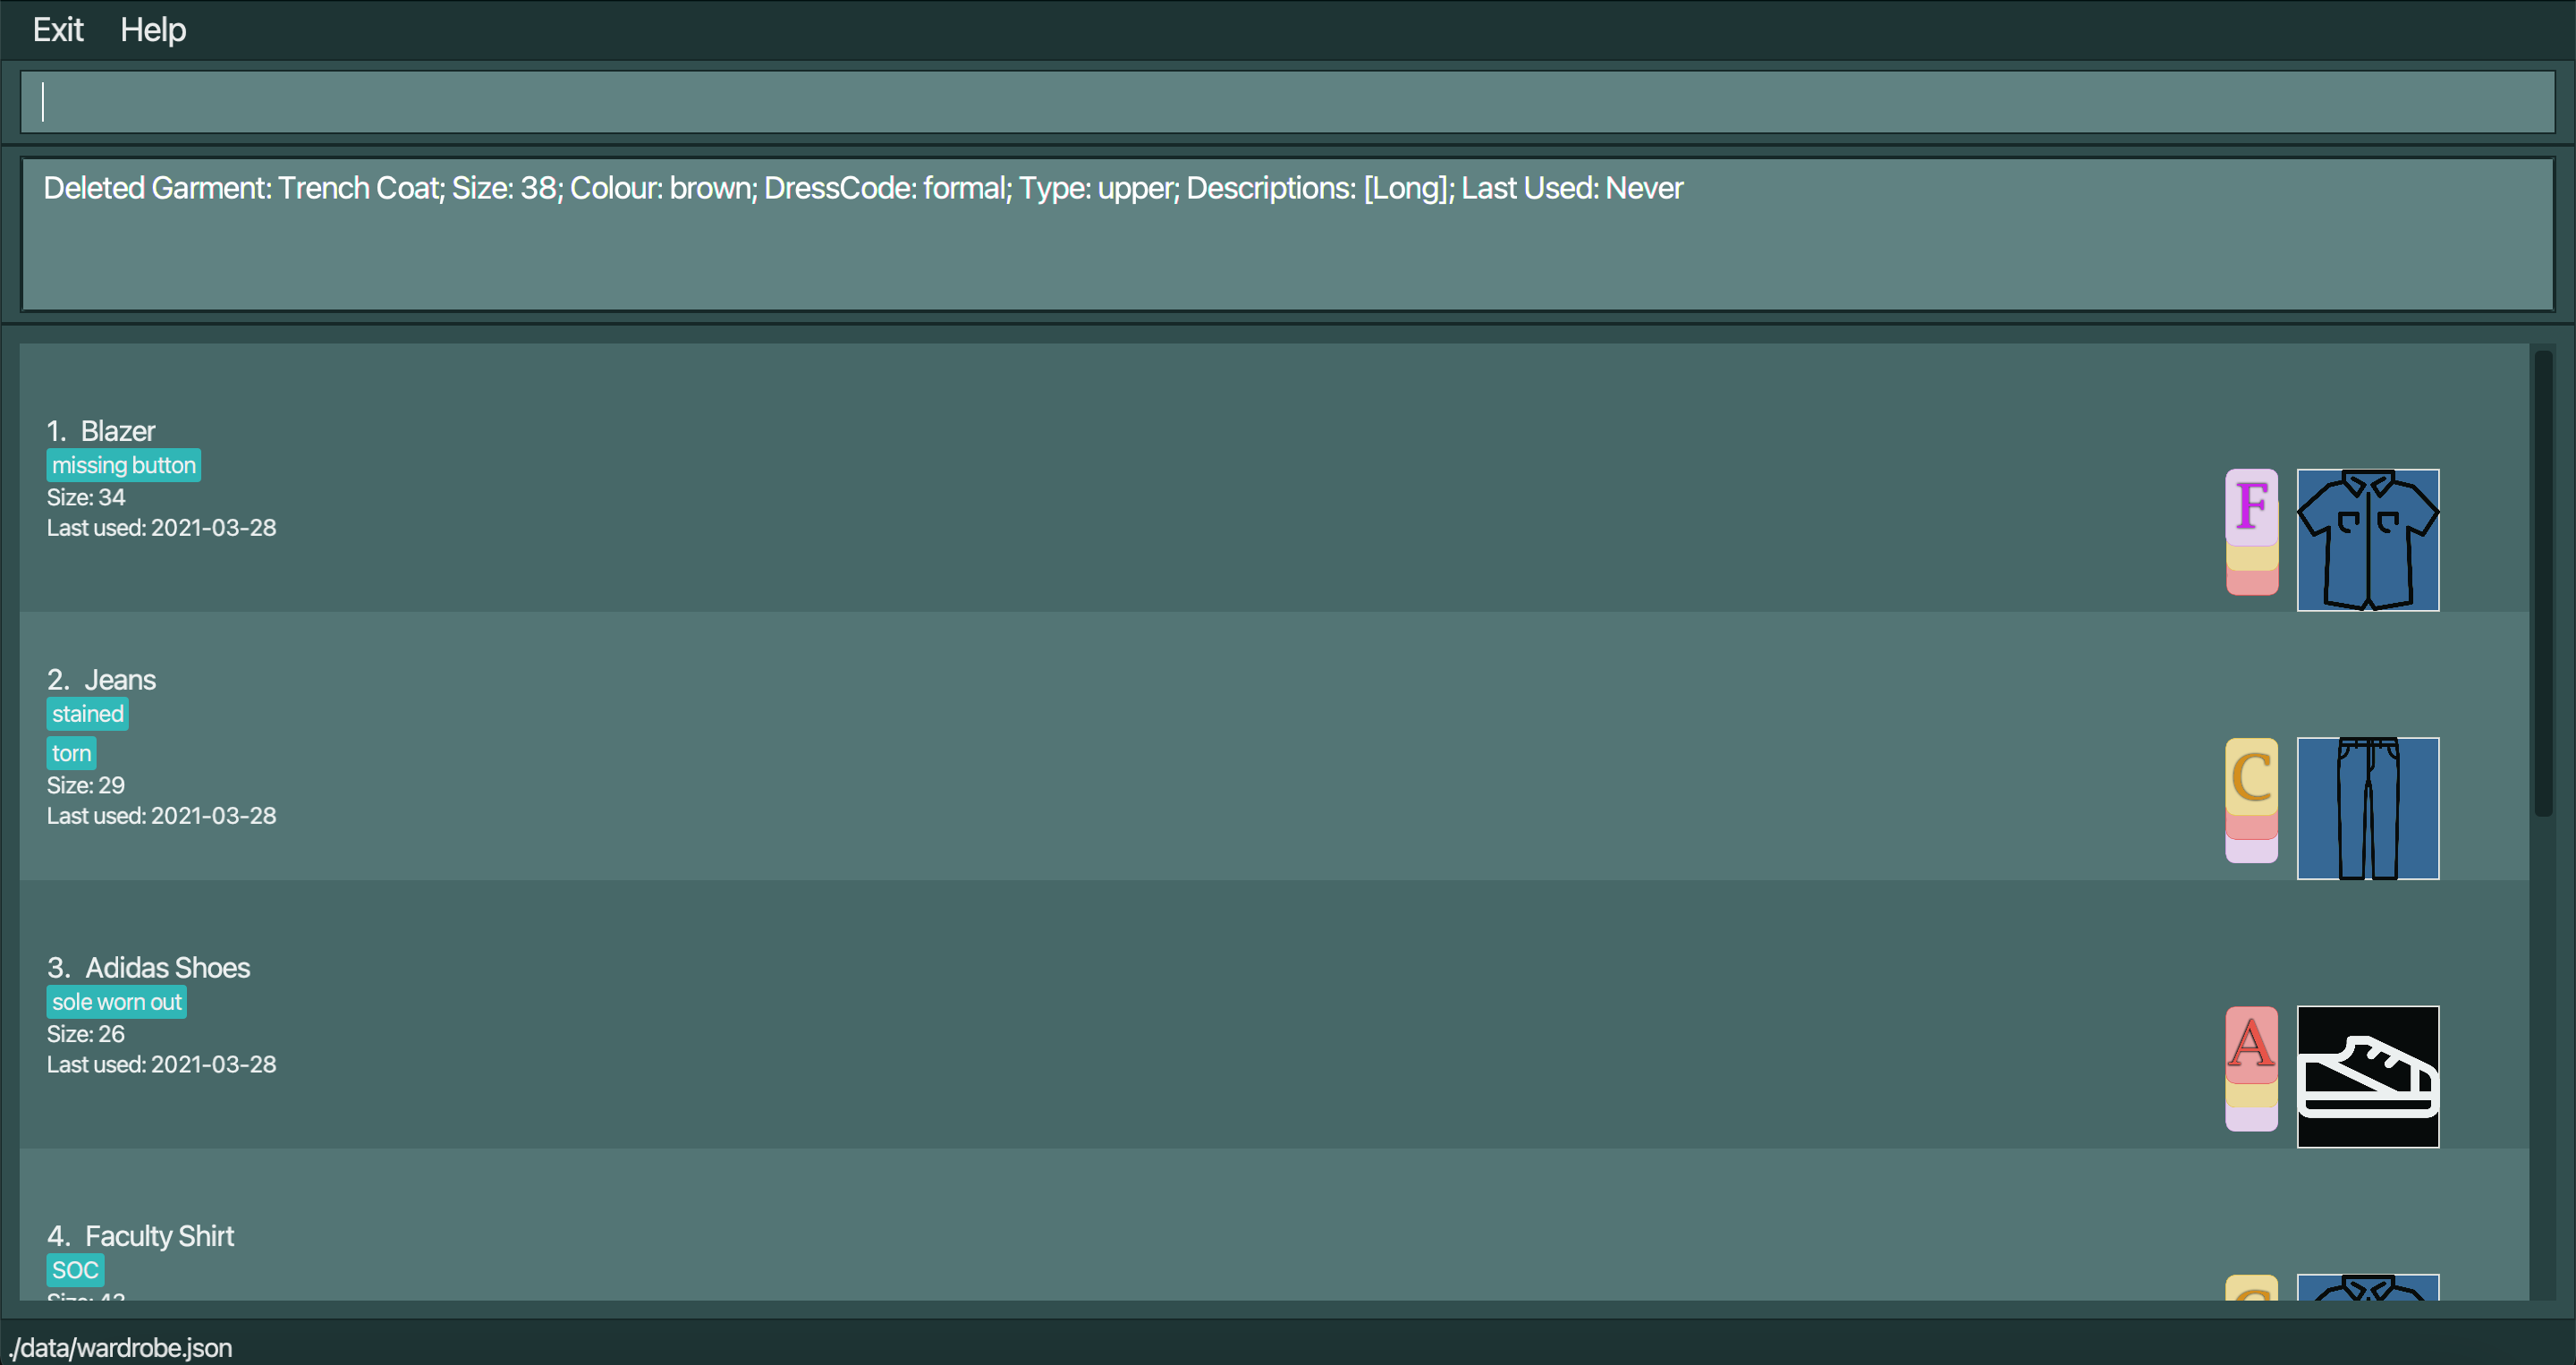 Exit Help
Deleted Garment: Trench Coat; Size: 38; Colour: brown; DressCode: formal; Type: upper; Descriptions: [Long]; Last Used: Never
1. Blazer
missing button
Size: 34
Last used: 2021-03-28
F
2. Jeans
stained
torn
Size: 29
Last used: 2021-03-28
C
3. Adidas Shoes
sole worn out
Size: 26
Last used: 2021-03-28
A
4. Faculty Shirt
SOC
./data/wardrobe.json